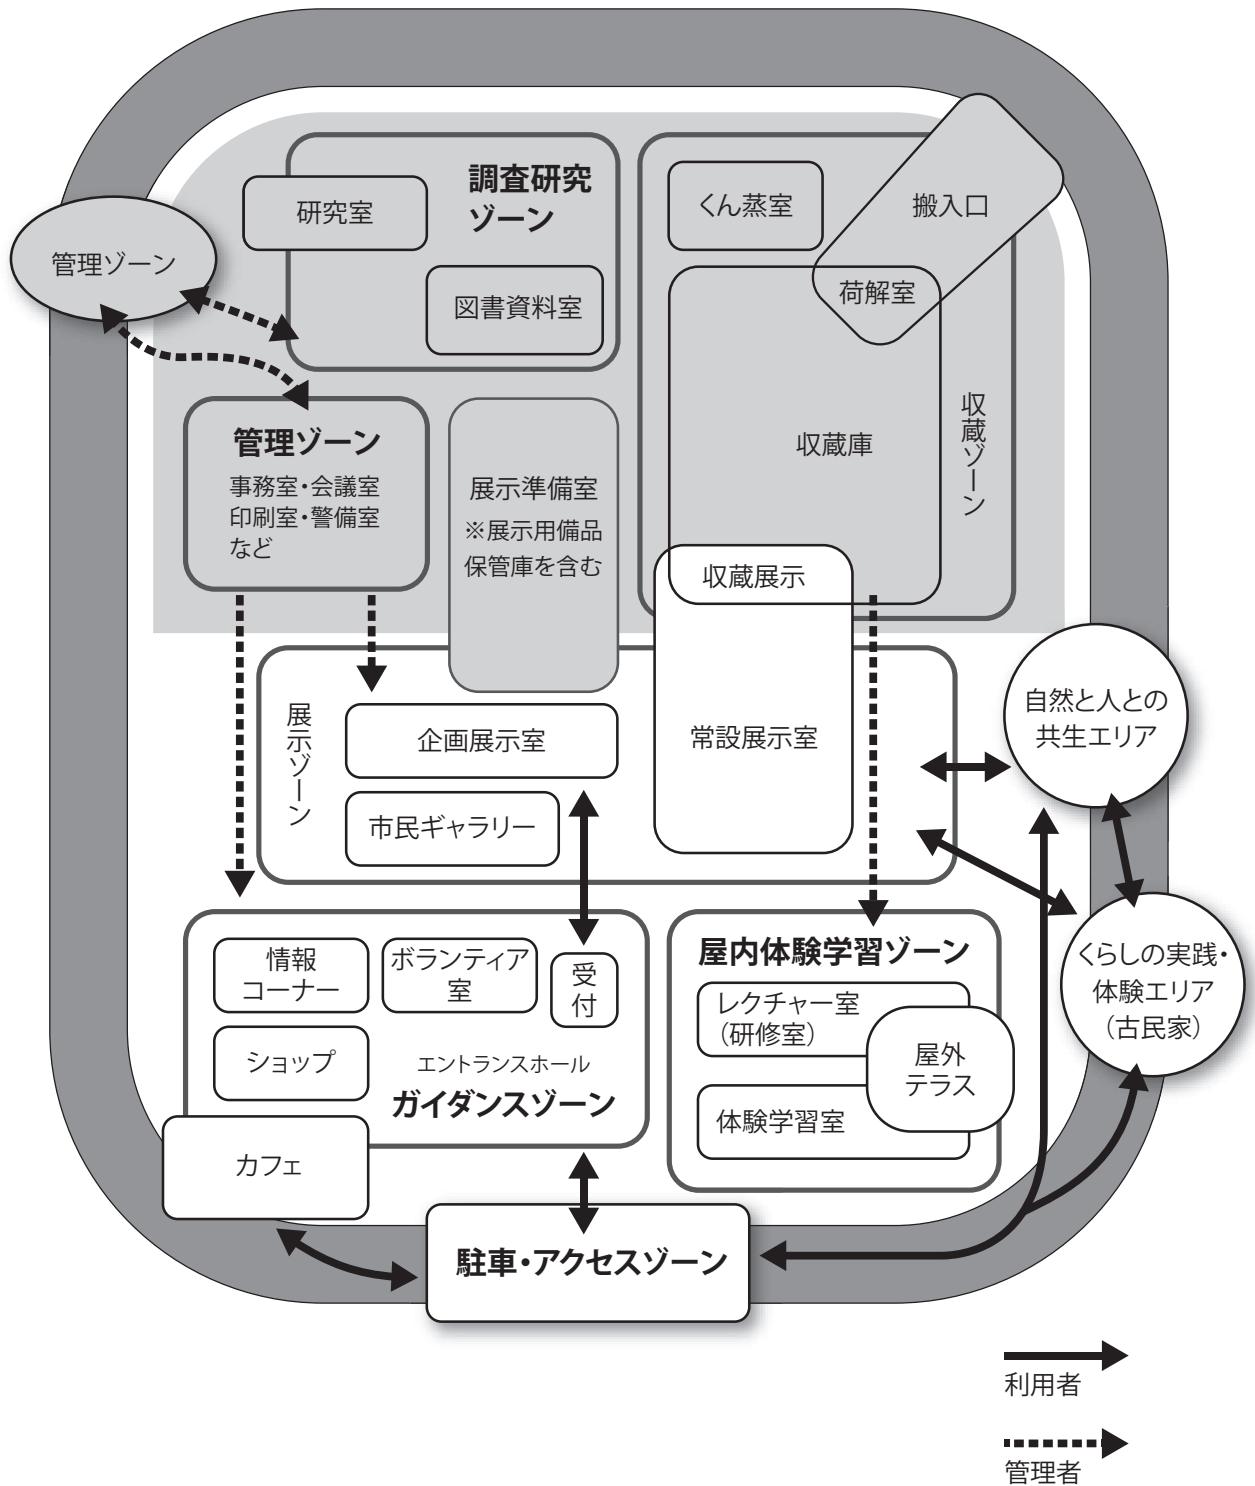 調査研究
ゾーン
研究室
図書資料室
くん蒸室
搬入口
荷解室
管理ゾーン
収蔵庫
収蔵ゾーン
管理ゾーン
事務室・会議室
印刷室・警備室
など
展示準備室
※展示用備品
保管庫を含む
収蔵展示
展示ゾーン
企画展示室
市民ギャラリー
常設展示室
自然と人との
共生エリア
くらしの実践・
体験エリア
（古民家）
情報
コーナー
ボランティア
室
受
付
ショップ
エントランスホール
ガイダンスゾーン
カフェ
屋内体験学習ゾーン
レクチャー室
（研修室）
屋外
テラス
体験学習室
駐車・アクセスゾーン
利用者
管理者